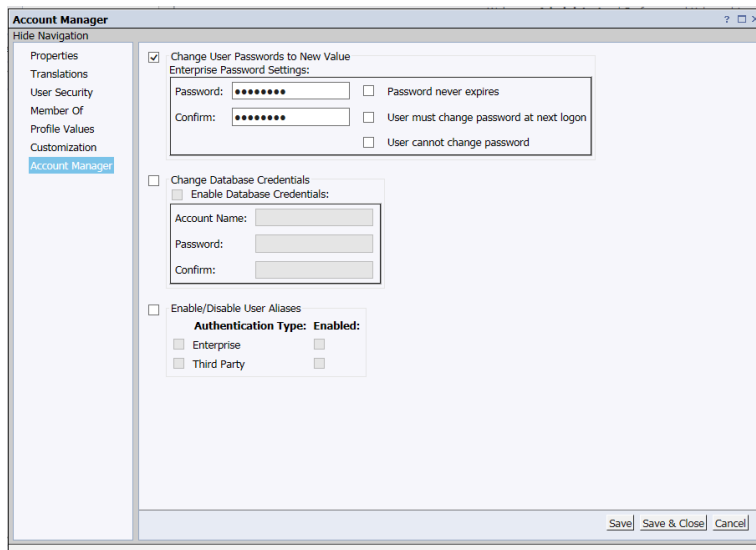 Account Manager
Hide Navigation
Properties
Translations
User Security
Member Of
Profile Values
Customization
Account Manager
Change User Passwords to New Value
Enterprise Password Settings:
Password: ●●●●●●●● Password never expires
Confirm: ●●●●●●●● User must change password at next logon
User cannot change password
Change Database Credentials
Enable Database Credentials:
Account Name:
Password:
Confirm:
Enable/Disable User Aliases
Authentication Type: Enabled:
Enterprise
Third Party
Save Save & Close Cancel